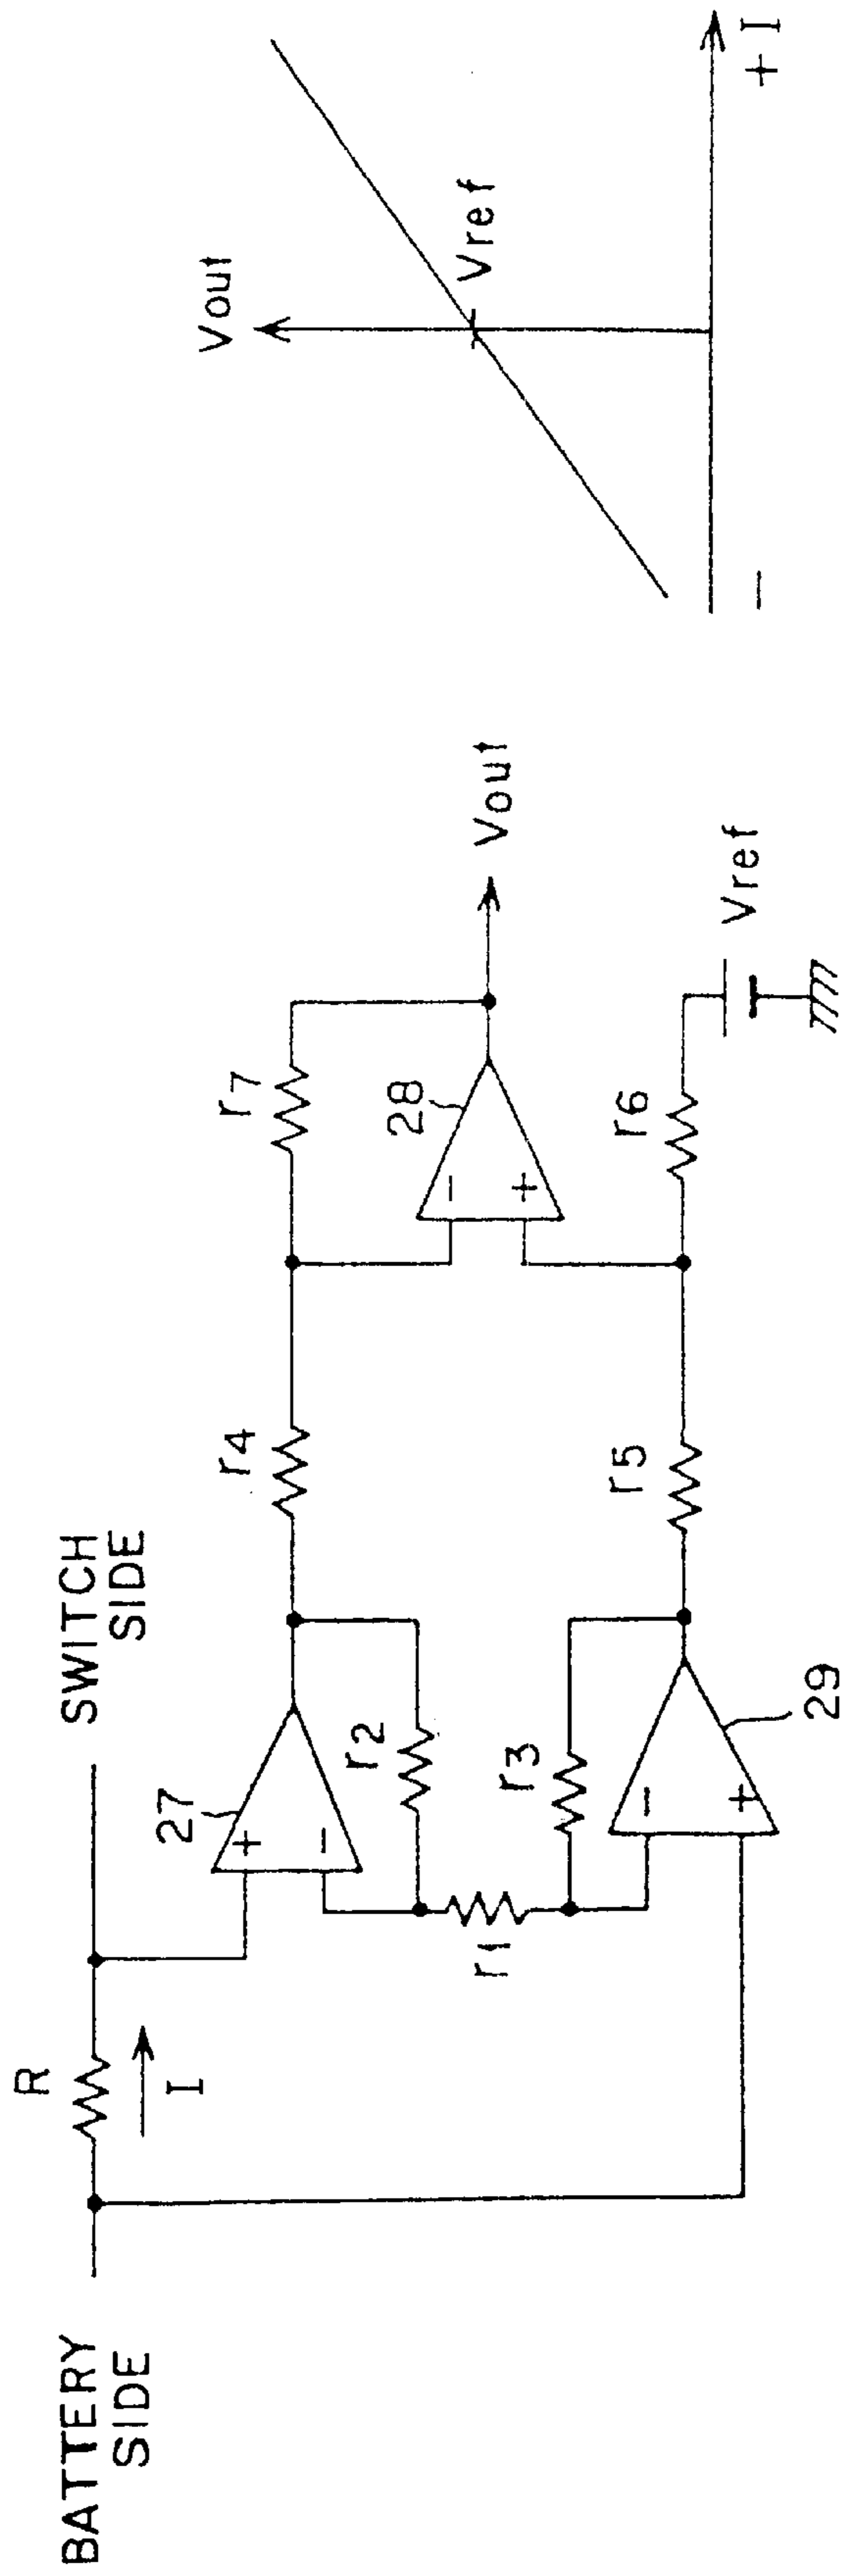 BATTERY
SIDE
R
I
SWITCH
SIDE
27
+
−
r2
r1
r3
−
+
29
r4
r5
r7
28
−
+
r6
Vout
Vref
Vout
Vref
−
+ I